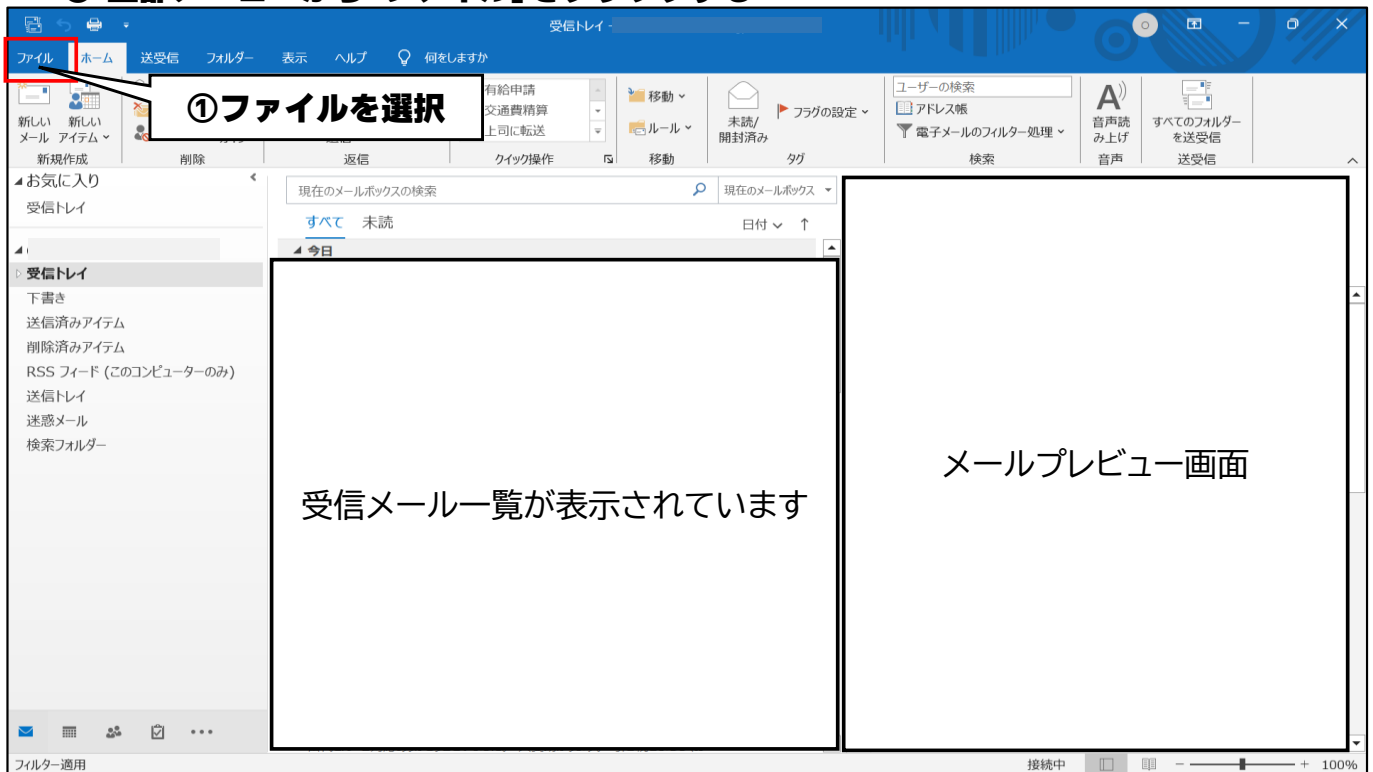 受信トレイ -
ファイル ホーム 送受信 フォルダー 表示 ヘルプ 何をしますか
①ファイルを選択
新しい メール
新しい アイテム
新規作成
削除
返信
有給申請
交通費精算
上司に転送
クイック操作
移動
ルール
移動
未読/ 開封済み
フラグの設定
タグ
ユーザーの検索
アドレス帳
電子メールのフィルター処理
検索
音声読 み上げ
音声
すべてのフォルダー を送受信
送受信
お気に入り
受信トレイ
受信トレイ
下書き
送信済みアイテム
削除済みアイテム
RSS フィード (このコンピューターのみ)
送信トレイ
迷惑メール
検索フォルダー
現在のメールボックスの検索 現在のメールボックス
すべて 未読 日付
今日
受信メール一覧が表示されています
メールプレビュー画面
フィルター適用
接続中 100%